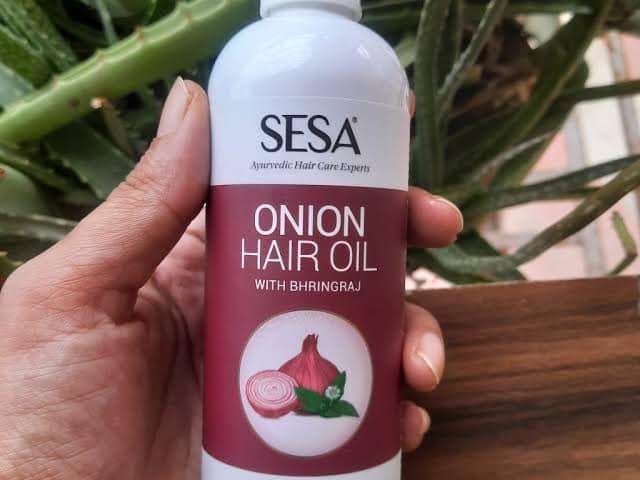 SESA®
Ayurvedic Hair Care Experts
ONION
HAIR OIL
WITH BHRINGRAJ